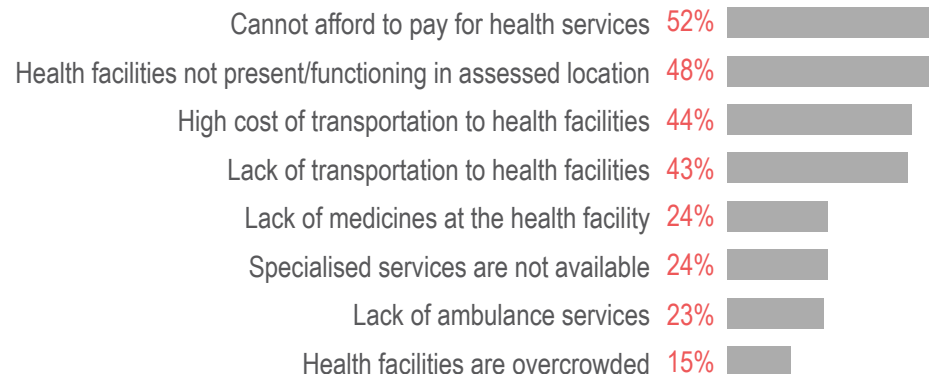 Cannot afford to pay for health services 52%
Health facilities not present/functioning in assessed location 48%
High cost of transportation to health facilities 44%
Lack of transportation to health facilities 43%
Lack of medicines at the health facility 24%
Specialised services are not available 24%
Lack of ambulance services 23%
Health facilities are overcrowded 15%